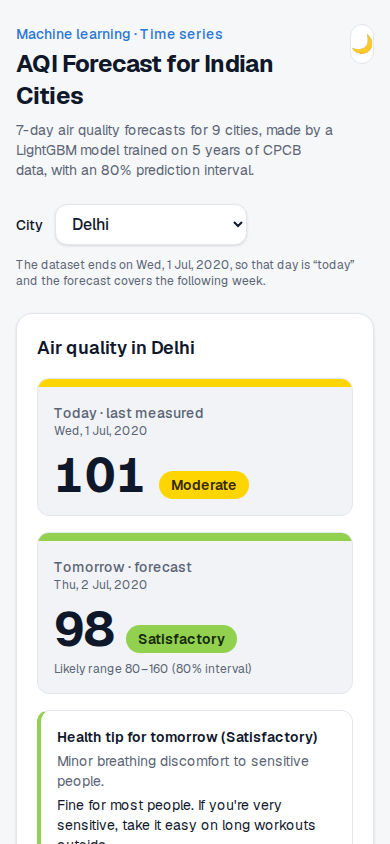 Machine learning · Time series
AQI Forecast for Indian
Cities
7-day air quality forecasts for 9 cities, made by a
LightGBM model trained on 5 years of CPCB
data, with an 80% prediction interval.
City
Delhi
The dataset ends on Wed, 1 Jul, 2020, so that day is “today”
and the forecast covers the following week.
Air quality in Delhi
Today · last measured
Wed, 1 Jul, 2020
101 Moderate
Tomorrow · forecast
Thu, 2 Jul, 2020
98 Satisfactory
Likely range 80–160 (80% interval)
Health tip for tomorrow (Satisfactory)
Minor breathing discomfort to sensitive
people.
Fine for most people. If you're very
sensitive, take it easy on long workouts
outside.